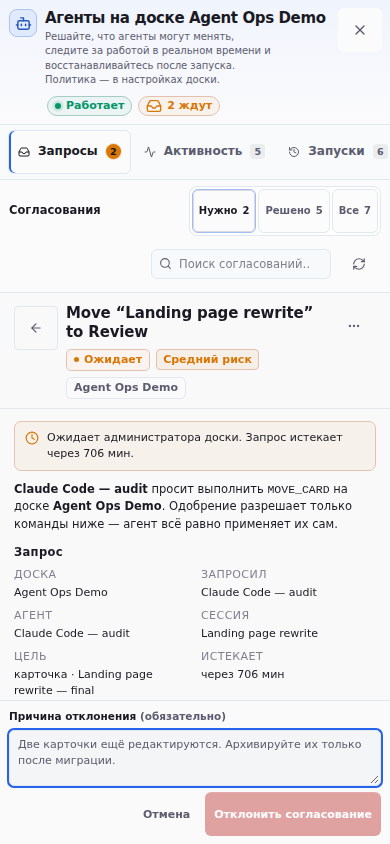 Агенты на доске Agent Ops Demo
Решайте, что агенты могут менять,
следите за работой в реальном времени и
восстанавливайтесь после запуска.
Политика — в настройках доски.
Работает
2 ждут
Запросы 2
Активность 5
Запуски 6
Согласования
Нужно 2
Решено 5
Все 7
Поиск согласований..
Move “Landing page rewrite”
to Review
Ожидает
Средний риск
Agent Ops Demo
Ожидает администратора доски. Запрос истекает
через 706 мин.
Claude Code — audit просит выполнить MOVE_CARD на
доске Agent Ops Demo. Одобрение разрешает только
команды ниже — агент всё равно применяет их сам.
Запрос
ДОСКА
Agent Ops Demo
ЗАПРОСИЛ
Claude Code — audit
АГЕНТ
Claude Code — audit
СЕССИЯ
Landing page rewrite
ЦЕЛЬ
карточка · Landing page
rewrite — final
ИСТЕКАЕТ
через 706 мин
Причина отклонения (обязательно)
Две карточки ещё редактируются. Архивируйте их только
после миграции.
Отмена
Отклонить согласование